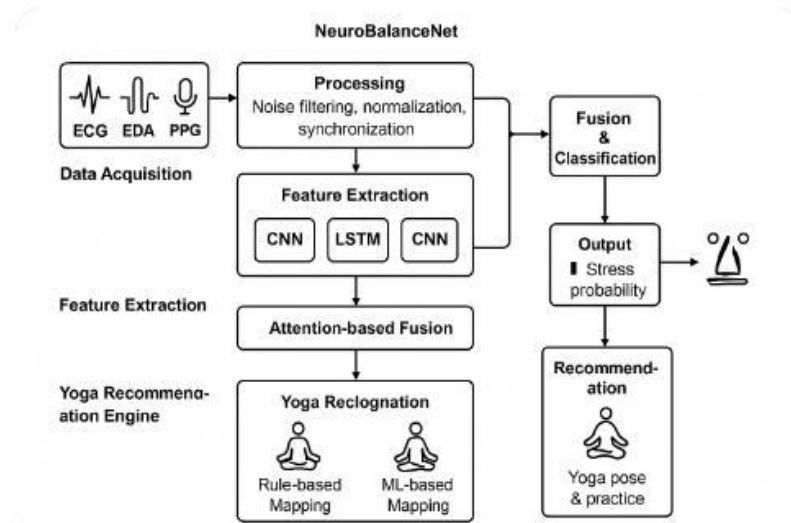 NeuroBalanceNet
ECG EDA PPG
Data Acquisition
Processing
Noise filtering, normalization,
synchronization
Feature Extraction
CNN LSTM CNN
Feature Extraction
Attention-based Fusion
Yoga Recommenɑ-
ation Engine
Yoga Reclognation
Rule-based
Mapping
ML-based
Mapping
Fusion
&
Classification
Output
Stress
probability
Recommend-
ation
Yoga pose
& practice